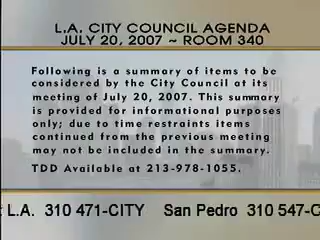 L.A. CITY COUNCIL AGENDA
JULY 20, 2007 ~ ROOM 340
Following is a summary of items to be
considered by the City Council at its
meeting of July 20, 2007. This summary
is provided for informational purposes
only; due to time restraints items
continued from the previous meeting
may not be included in the summary.
TDD Available at 213-978-1055.
L.A. 310 471-CITY San Pedro 310 547-C